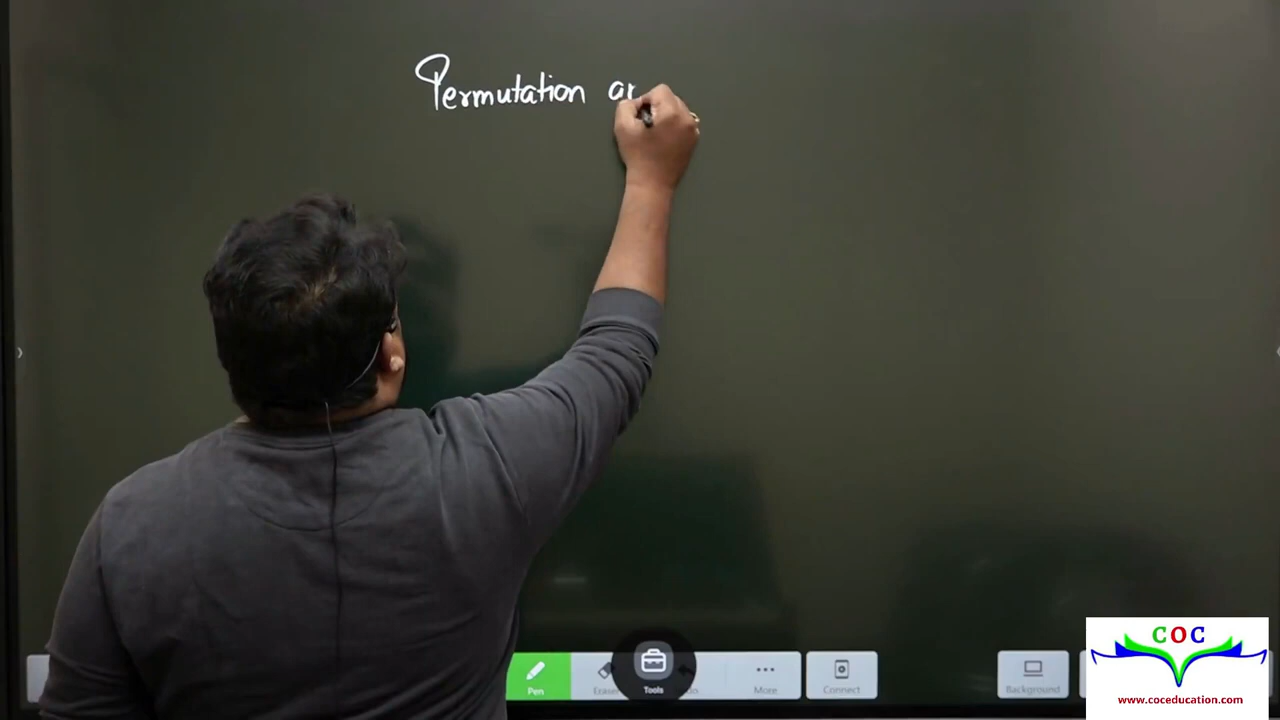 Permutation
Pen
Tools
More
Connect
Background
COC
www.coceducation.com